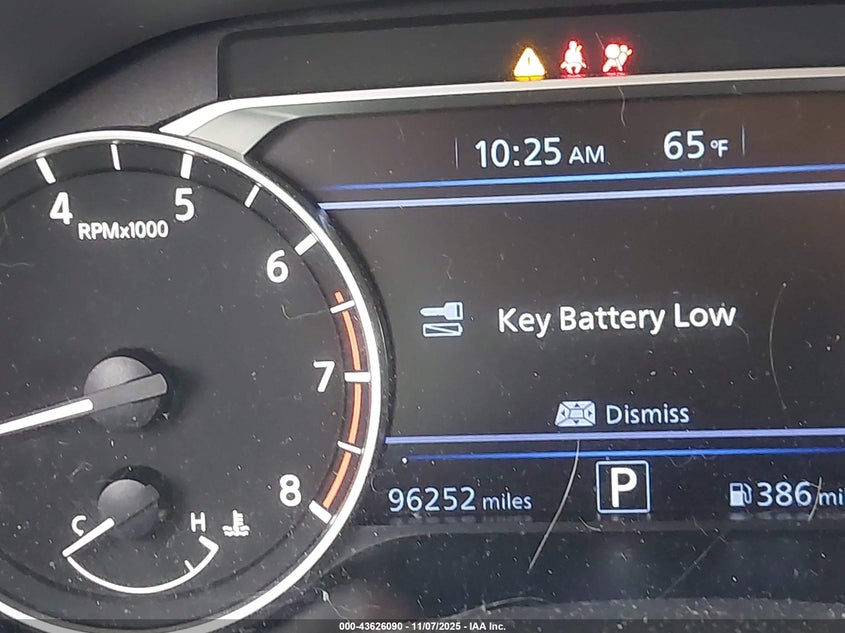 10:25 AM 65°F
4 5
RPMx1000
6
Key Battery Low
7
Dismiss
8
96252 miles P 386 mi
C H
000-43626090 - 11/07/2025 - IAA Inc.